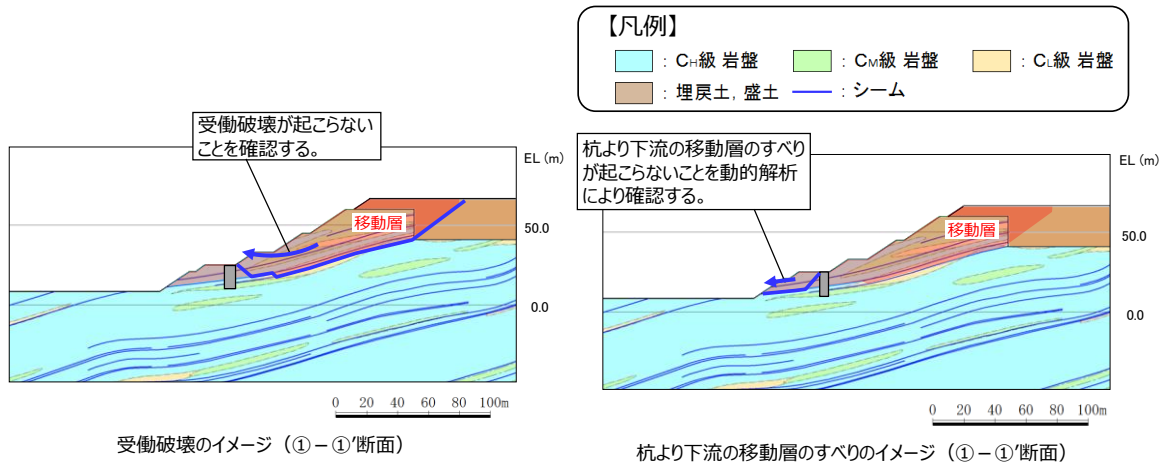 【凡例】
: CH級 岩盤
: CM級 岩盤
: CL級 岩盤
: 埋戻土，盛土
: シーム
受働破壊が起こらない
ことを確認する。
EL (m)
移動層
50.0
0.0
0 20 40 60 80 100m
受働破壊のイメージ（①－①’断面）
杭より下流の移動層のすべり
が起こらないことを動的解析
により確認する。
EL (m)
移動層
50.0
0.0
0 20 40 60 80 100m
杭より下流の移動層のすべりのイメージ（①－①’断面）